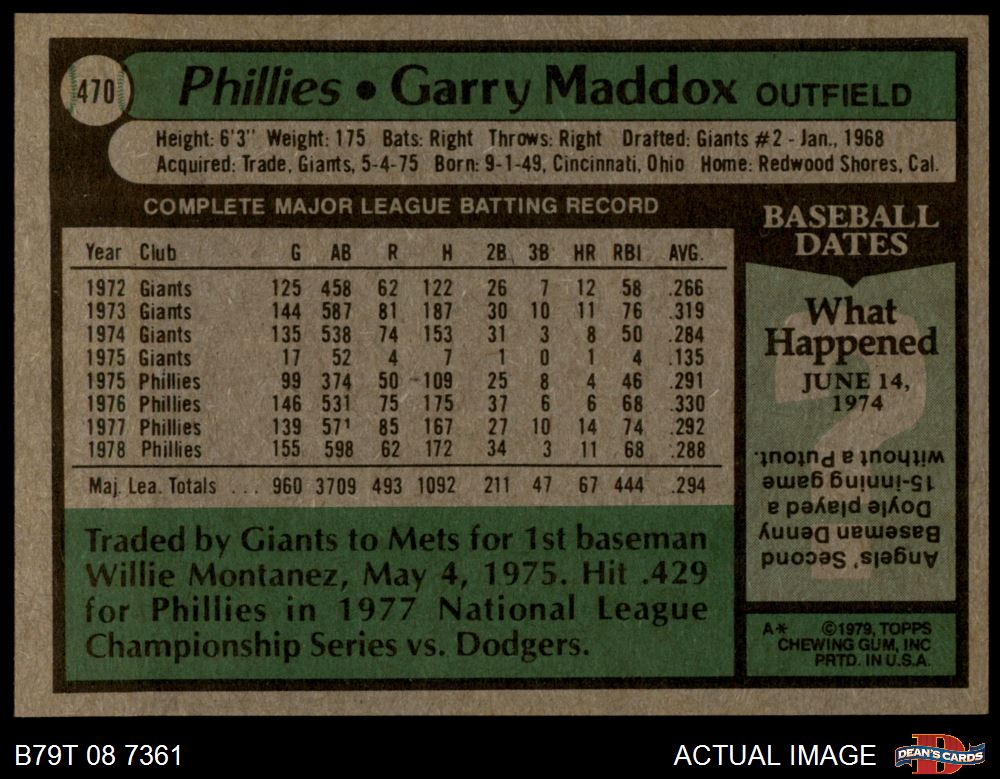 470
Phillies • Garry Maddox OUTFIELD
Height: 6'3" Weight: 175 Bats: Right Throws: Right Drafted: Giants #2 - Jan., 1968
Acquired: Trade, Giants, 5-4-75 Born: 9-1-49, Cincinnati, Ohio Home: Redwood Shores, Cal.
COMPLETE MAJOR LEAGUE BATTING RECORD
Year Club G AB R H 2B 3B HR RBI AVG.
1972 Giants 125 458 62 122 26 7 12 58 .266
1973 Giants 144 587 81 187 30 10 11 76 .319
1974 Giants 135 538 74 153 31 3 8 50 .284
1975 Giants 17 52 4 7 1 0 1 4 .135
1975 Phillies 99 374 50 109 25 8 4 46 .291
1976 Phillies 146 531 75 175 37 6 6 68 .330
1977 Phillies 139 571 85 167 27 10 14 74 .292
1978 Phillies 155 598 62 172 34 3 11 68 .288
Maj. Lea. Totals ... 960 3709 493 1092 211 47 67 444 .294
Traded by Giants to Mets for 1st baseman
Willie Montanez, May 4, 1975. Hit .429
for Phillies in 1977 National League
Championship Series vs. Dodgers.
BASEBALL
DATES
What
Happened
JUNE 14,
1974
Angels' Second
Baseman Denny
Doyle played a
15-inning game
without a Putout.
A* ©1979, TOPPS
CHEWING GUM, INC
PRTD. IN U.S.A.
B79T 08 7361
ACTUAL IMAGE
DEAN'S CARDS